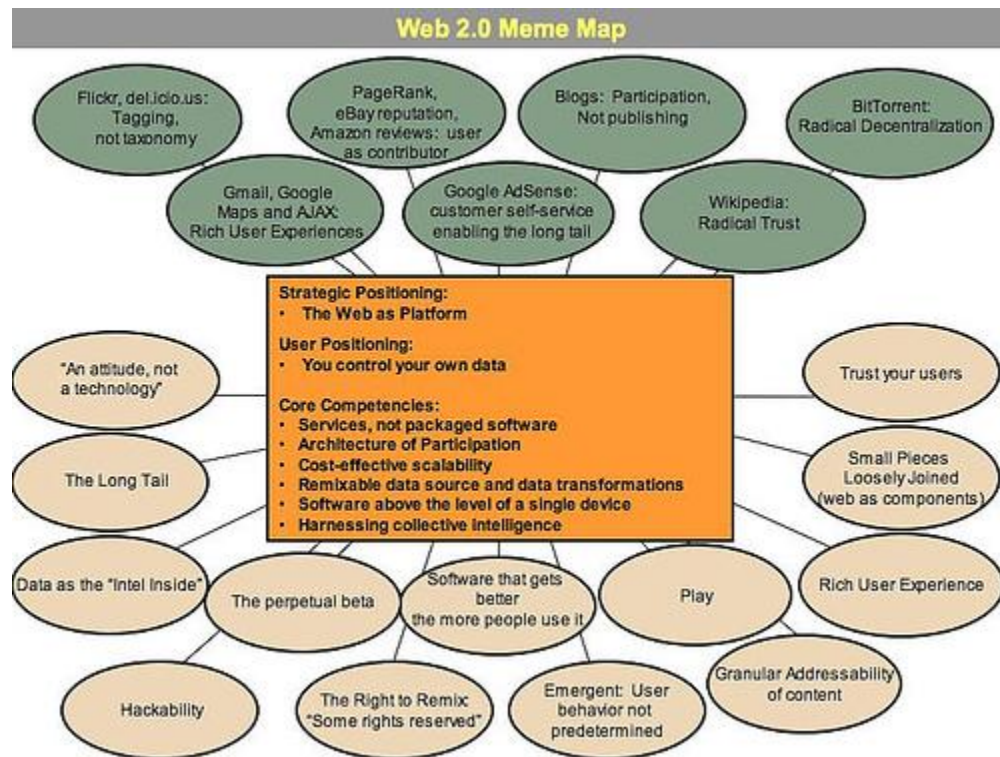 Web 2.0 Meme Map
Flickr, del.icio.us:
Tagging,
not taxonomy
PageRank,
eBay reputation,
Amazon reviews: user
as contributor
Blogs: Participation,
Not publishing
BitTorrent:
Radical Decentralization
Gmail, Google
Maps and AJAX:
Rich User Experiences
Google AdSense:
customer self-service
enabling the long tail
Wikipedia:
Radical Trust
Strategic Positioning:
• The Web as Platform
User Positioning:
• You control your own data
Core Competencies:
• Services, not packaged software
• Architecture of Participation
• Cost-effective scalability
• Remixable data source and data transformations
• Software above the level of a single device
• Harnessing collective intelligence
"An attitude, not
a technology"
Trust your users
The Long Tail
Small Pieces
Loosely Joined
(web as components)
Data as the "Intel Inside"
The perpetual beta
Software that gets
better
the more people use it
Play
Rich User Experience
Hackability
The Right to Remix:
"Some rights reserved"
Emergent: User
behavior not
predetermined
Granular Addressability
of content